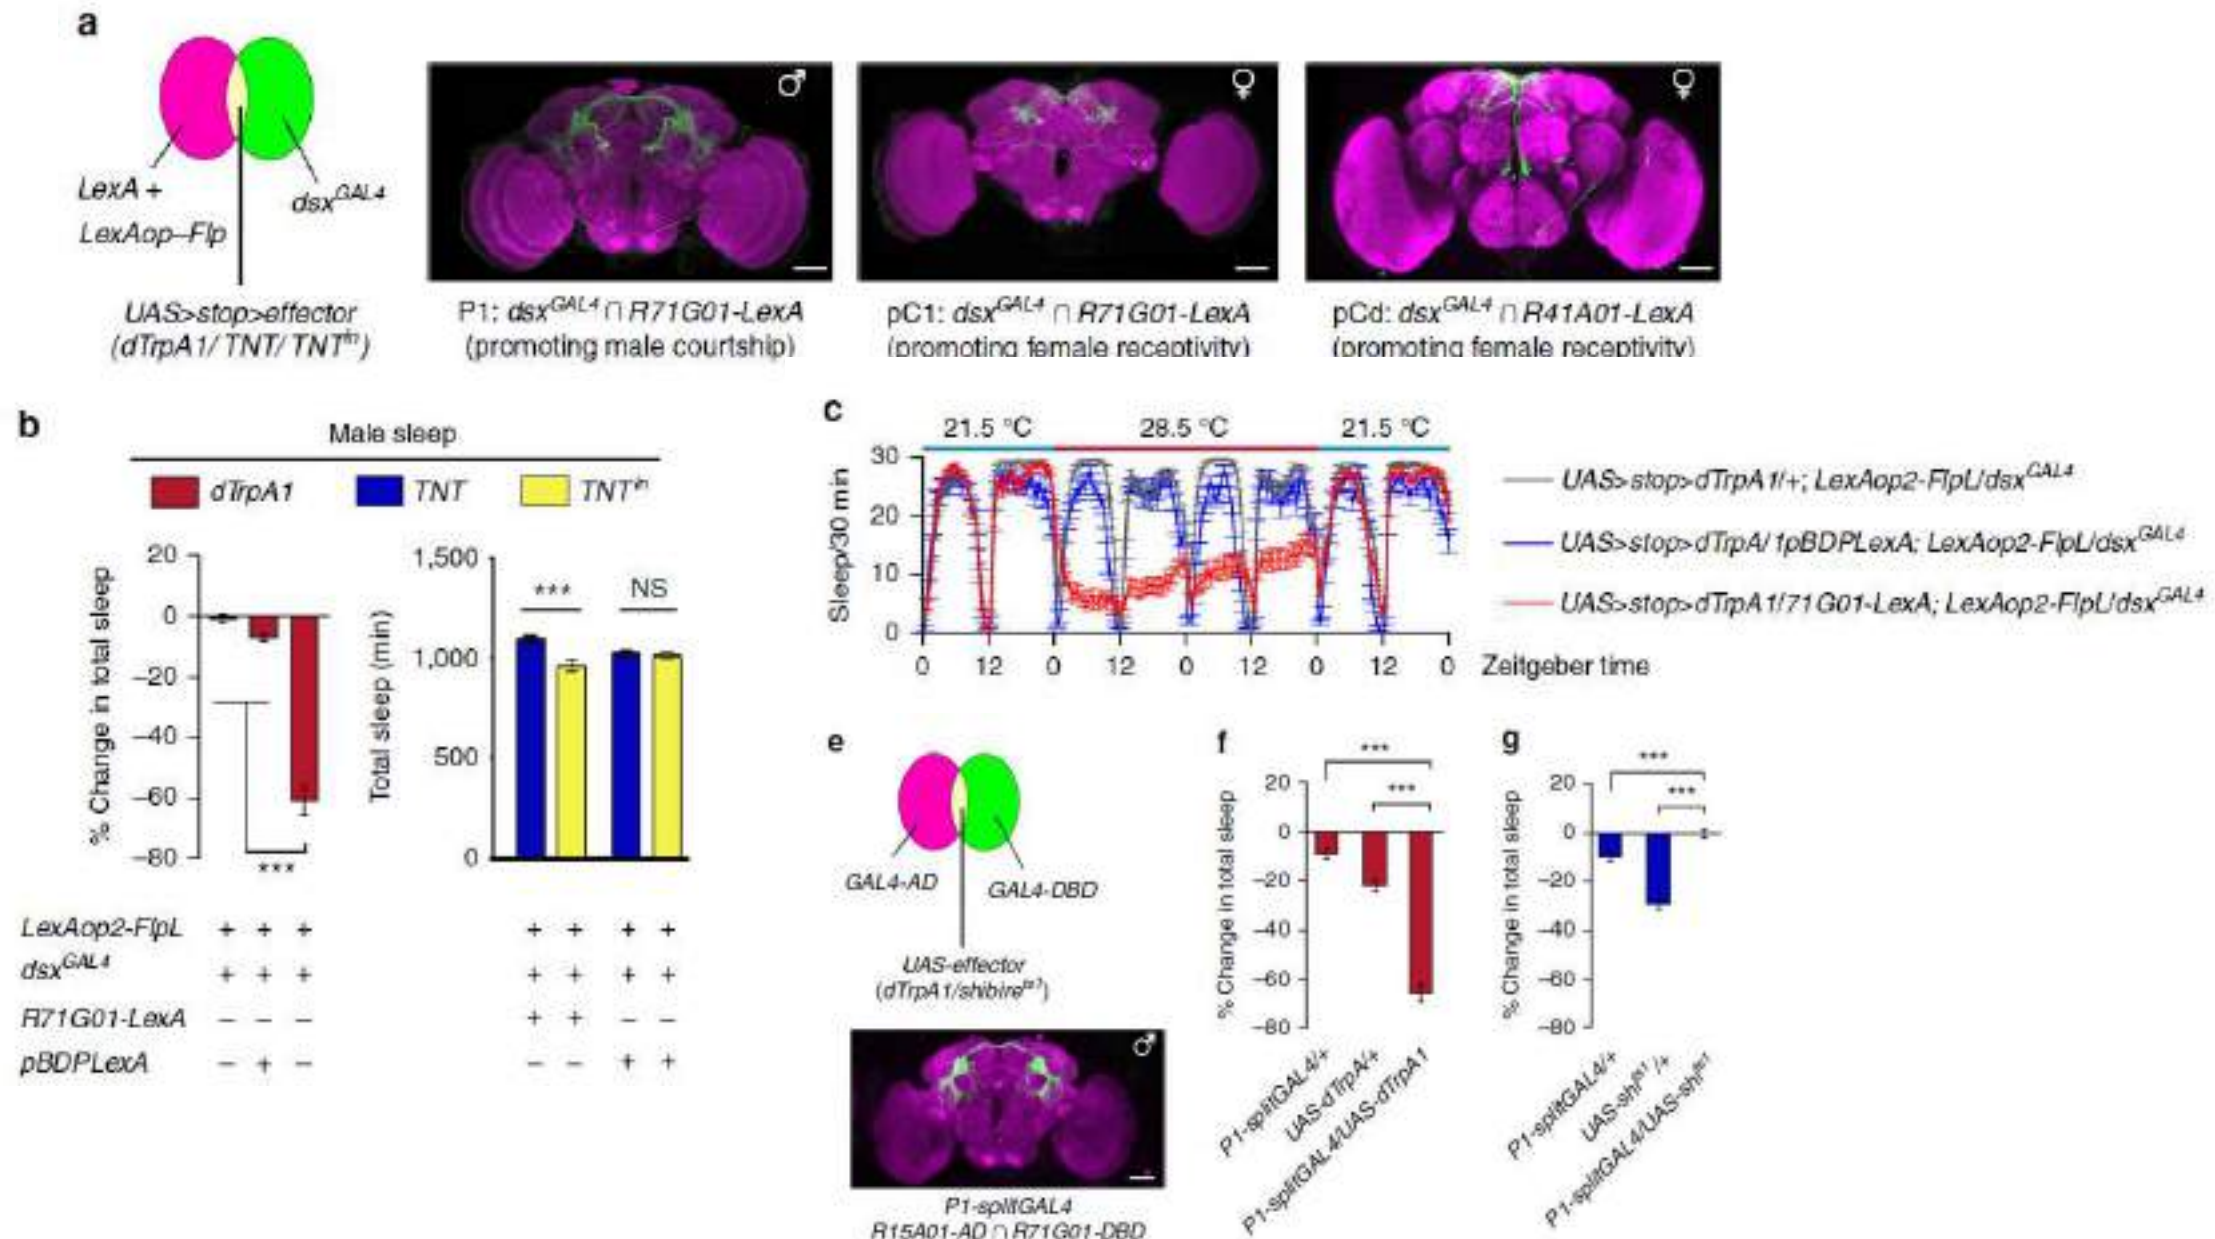 a
LexA +
LexAop–Flp
dsxGAL4
UAS>stop>effector
(dTrpA1/ TNT/ TNTin)
♂
P1: dsxGAL4 ∩ R71G01-LexA
(promoting male courtship)
♀
pC1: dsxGAL4 ∩ R71G01-LexA
(promoting female receptivity)
♀
pCd: dsxGAL4 ∩ R41A01-LexA
(promoting female receptivity)
b
Male sleep
dTrpA1 TNT TNTin
% Change in total sleep
20
0
–20
–40
–60
–80
***
Total sleep (min)
1,500
1,000
500
0
*** NS
LexAop2-FlpL + + + + + + +
dsxGAL4 + + + + + + +
R71G01-LexA – – – + + – –
pBDPLexA – + – – – + +
c
21.5 °C 28.5 °C 21.5 °C
Sleep/30 min
30
20
10
0
0 12 0 12 0 12 0 12 0 Zeitgeber time
UAS>stop>dTrpA1/+; LexAop2-FlpL/dsxGAL4
UAS>stop>dTrpA/1pBDPLexA; LexAop2-FlpL/dsxGAL4
UAS>stop>dTrpA1/71G01-LexA; LexAop2-FlpL/dsxGAL4
e
GAL4-AD
GAL4-DBD
UAS-effector
(dTrpA1/shibirets1)
♂
P1-splitGAL4
R15A01-AD ∩ R71G01-DBD
f
% Change in total sleep
20
0
–20
–40
–60
–80
***
***
P1-splitGAL4/+
UAS-dTrpA/+
P1-splitGAL4/UAS-dTrpA1
g
% Change in total sleep
20
0
–20
–40
–60
–80
***
***
P1-splitGAL4/+
UAS-shits1/+
P1-splitGAL4/UAS-shits1